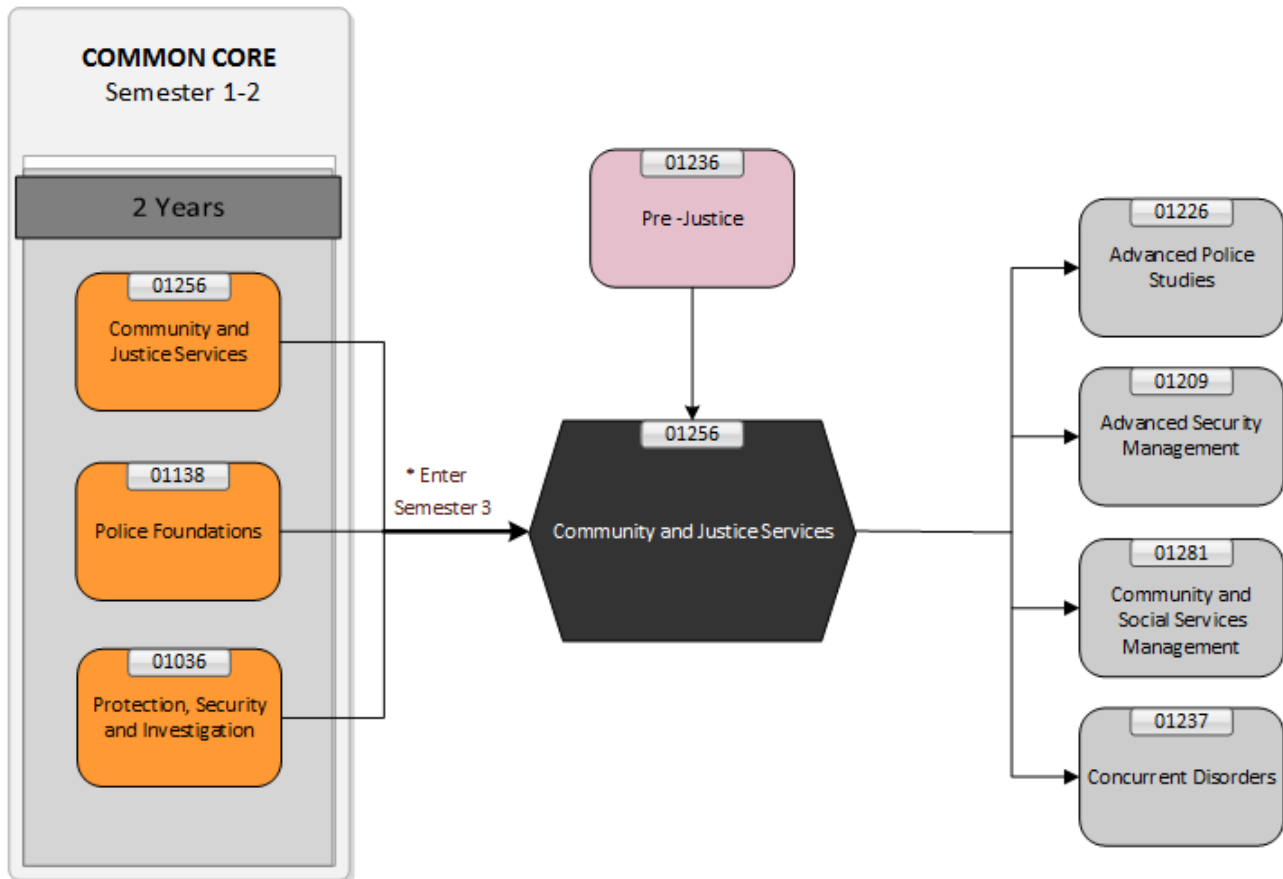 COMMON CORE
Semester 1-2
2 Years
01256
Community and
Justice Services
01138
Police Foundations
01036
Protection, Security
and Investigation
* Enter
Semester 3
01236
Pre -Justice
01256
Community and Justice Services
01226
Advanced Police
Studies
01209
Advanced Security
Management
01281
Community and
Social Services
Management
01237
Concurrent Disorders